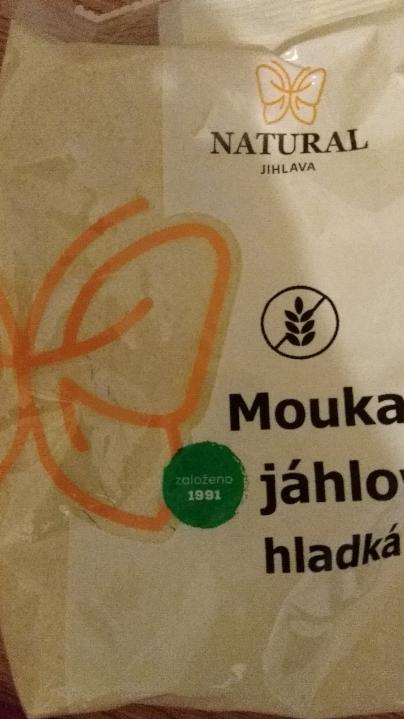 NATURAL
JIHLAVA
Mouka
jáhlov
hladká
založeno
1991